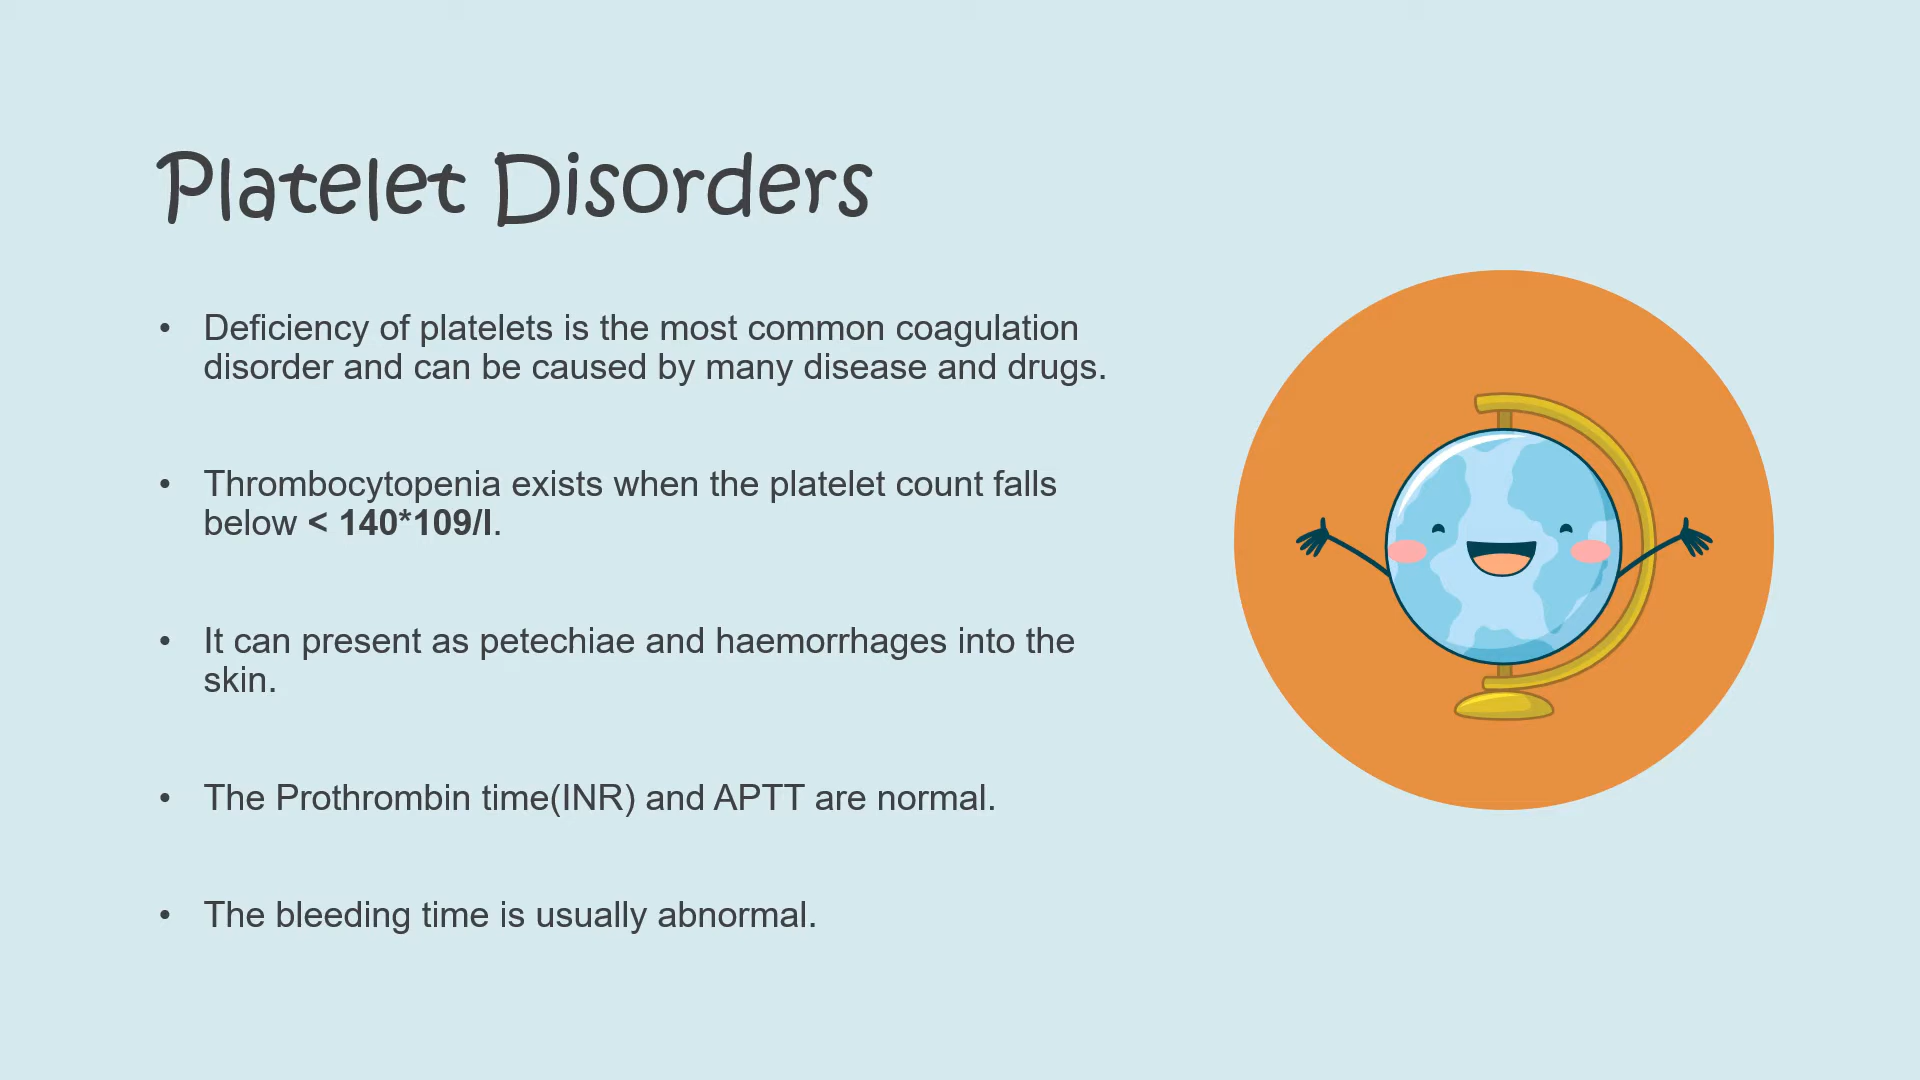 Platelet Disorders
• Deficiency of platelets is the most common coagulation
disorder and can be caused by many disease and drugs.
• Thrombocytopenia exists when the platelet count falls
below < 140*109/l.
• It can present as petechiae and haemorrhages into the
skin.
• The Prothrombin time(INR) and APTT are normal.
• The bleeding time is usually abnormal.